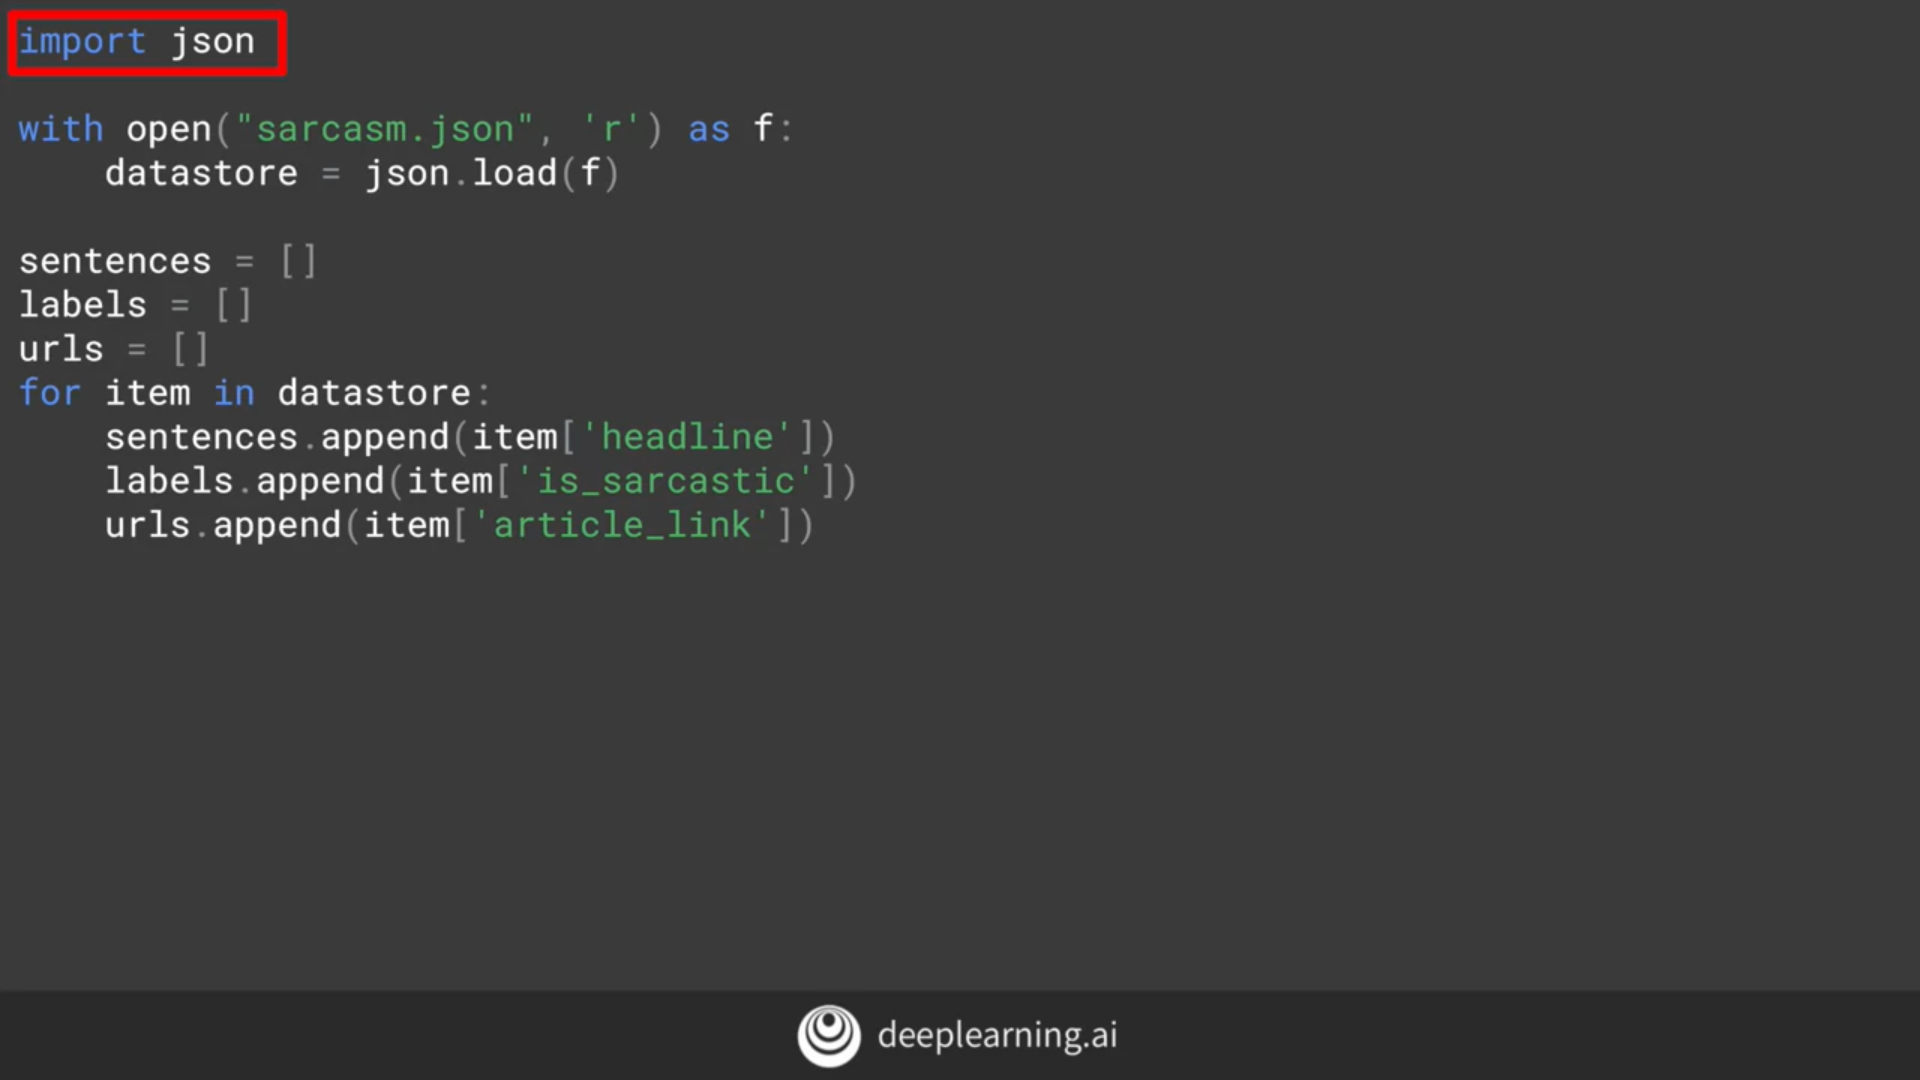 import json
with open("sarcasm.json", 'r') as f:
    datastore = json.load(f)
sentences = []
labels = []
urls = []
for item in datastore:
    sentences.append(item['headline'])
    labels.append(item['is_sarcastic'])
    urls.append(item['article_link'])
deeplearning.ai